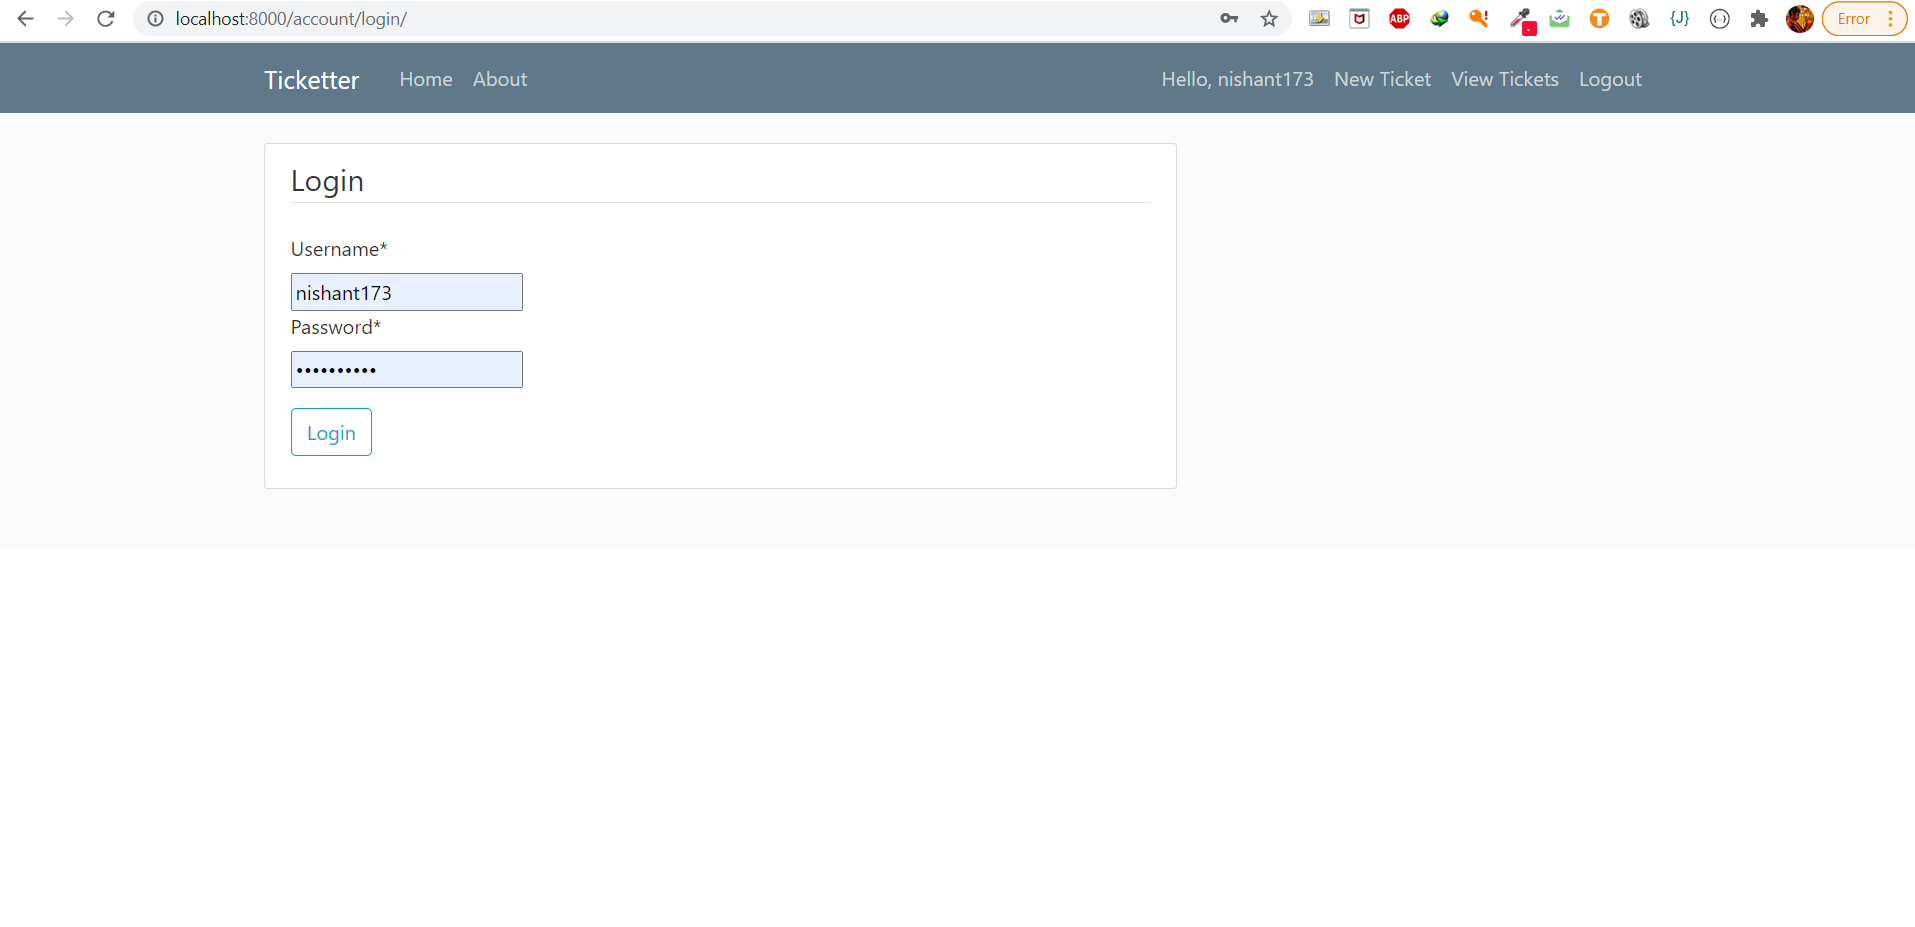 localhost:8000/account/login/
ABP
T
{J}
Error
Ticketter Home About Hello, nishant173 New Ticket View Tickets Logout
Login
Username*
nishant173
Password*
••••••••••
Login